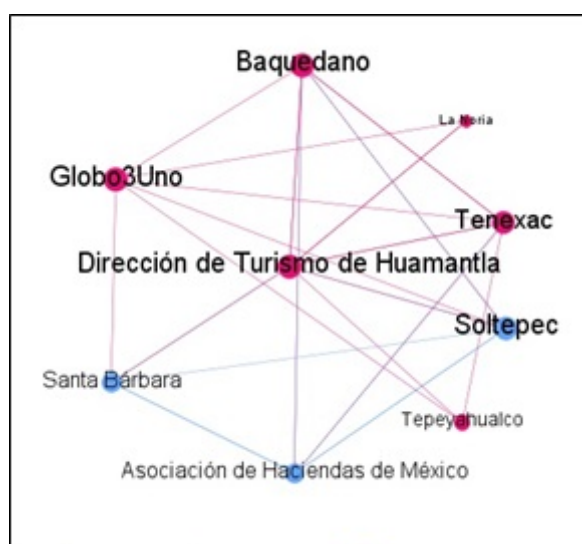 Baquedano
La Noria
Globo3Uno
Tenexac
Dirección de Turismo de Huamantla
Soltepec
Santa Bárbara
Tepeyahualco
Asociación de Haciendas de México